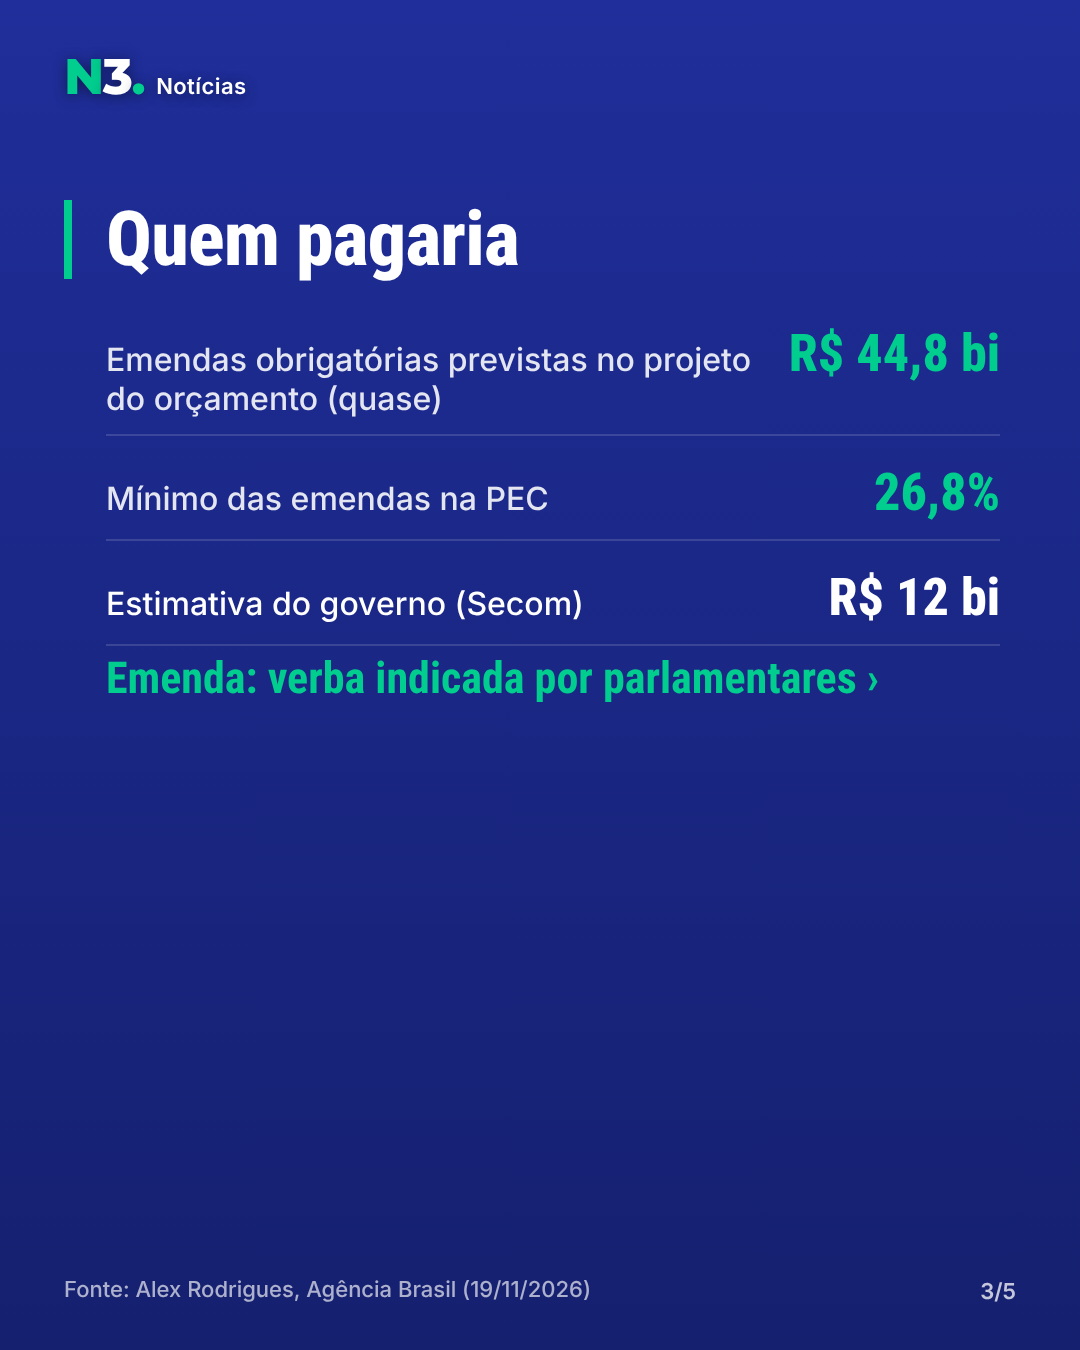 N3. Notícias
Quem pagaria
Emendas obrigatórias previstas no projeto R$ 44,8 bi
do orçamento (quase)
Mínimo das emendas na PEC 26,8%
Estimativa do governo (Secom) R$ 12 bi
Emenda: verba indicada por parlamentares ›
Fonte: Alex Rodrigues, Agência Brasil (19/11/2026) 3/5